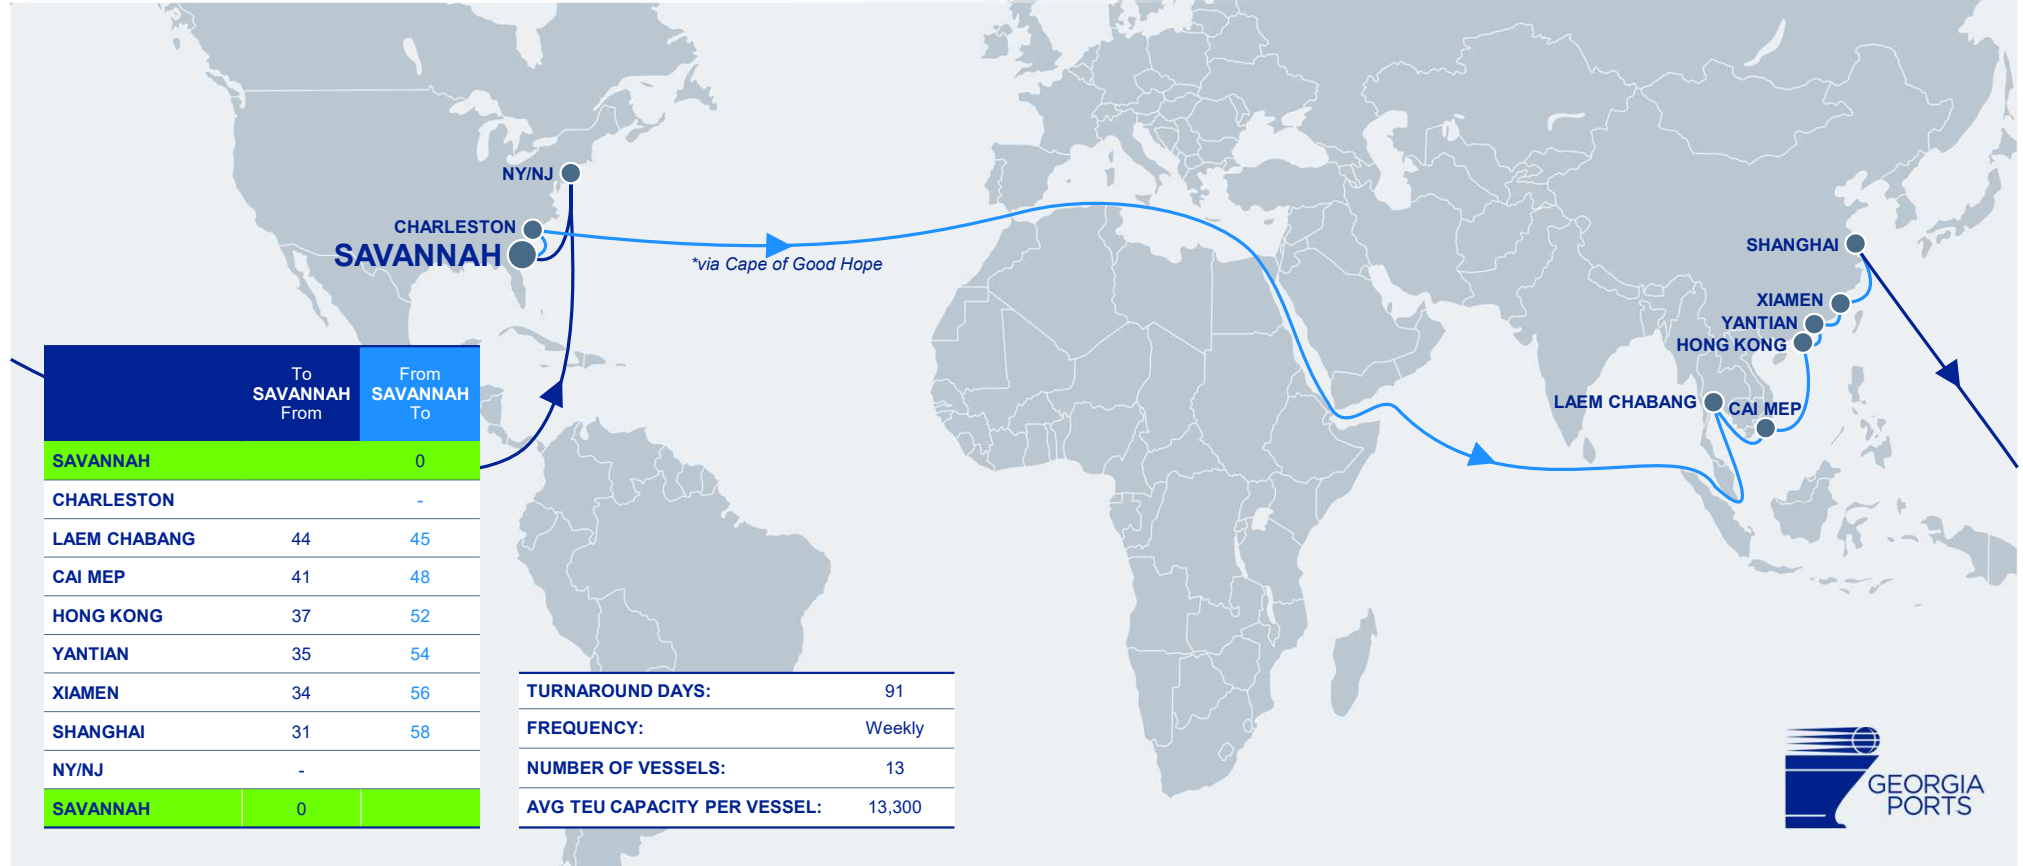 NY/NJ
CHARLESTON
SAVANNAH
*via Cape of Good Hope
SHANGHAI
XIAMEN
YANTIAN
HONG KONG
LAEM CHABANG
CAI MEP
To SAVANNAH From
From SAVANNAH To
SAVANNAH 0
CHARLESTON -
LAEM CHABANG 44 45
CAI MEP 41 48
HONG KONG 37 52
YANTIAN 35 54
XIAMEN 34 56
SHANGHAI 31 58
NY/NJ -
SAVANNAH 0
TURNAROUND DAYS: 91
FREQUENCY: Weekly
NUMBER OF VESSELS: 13
AVG TEU CAPACITY PER VESSEL: 13,300
GEORGIA
PORTS